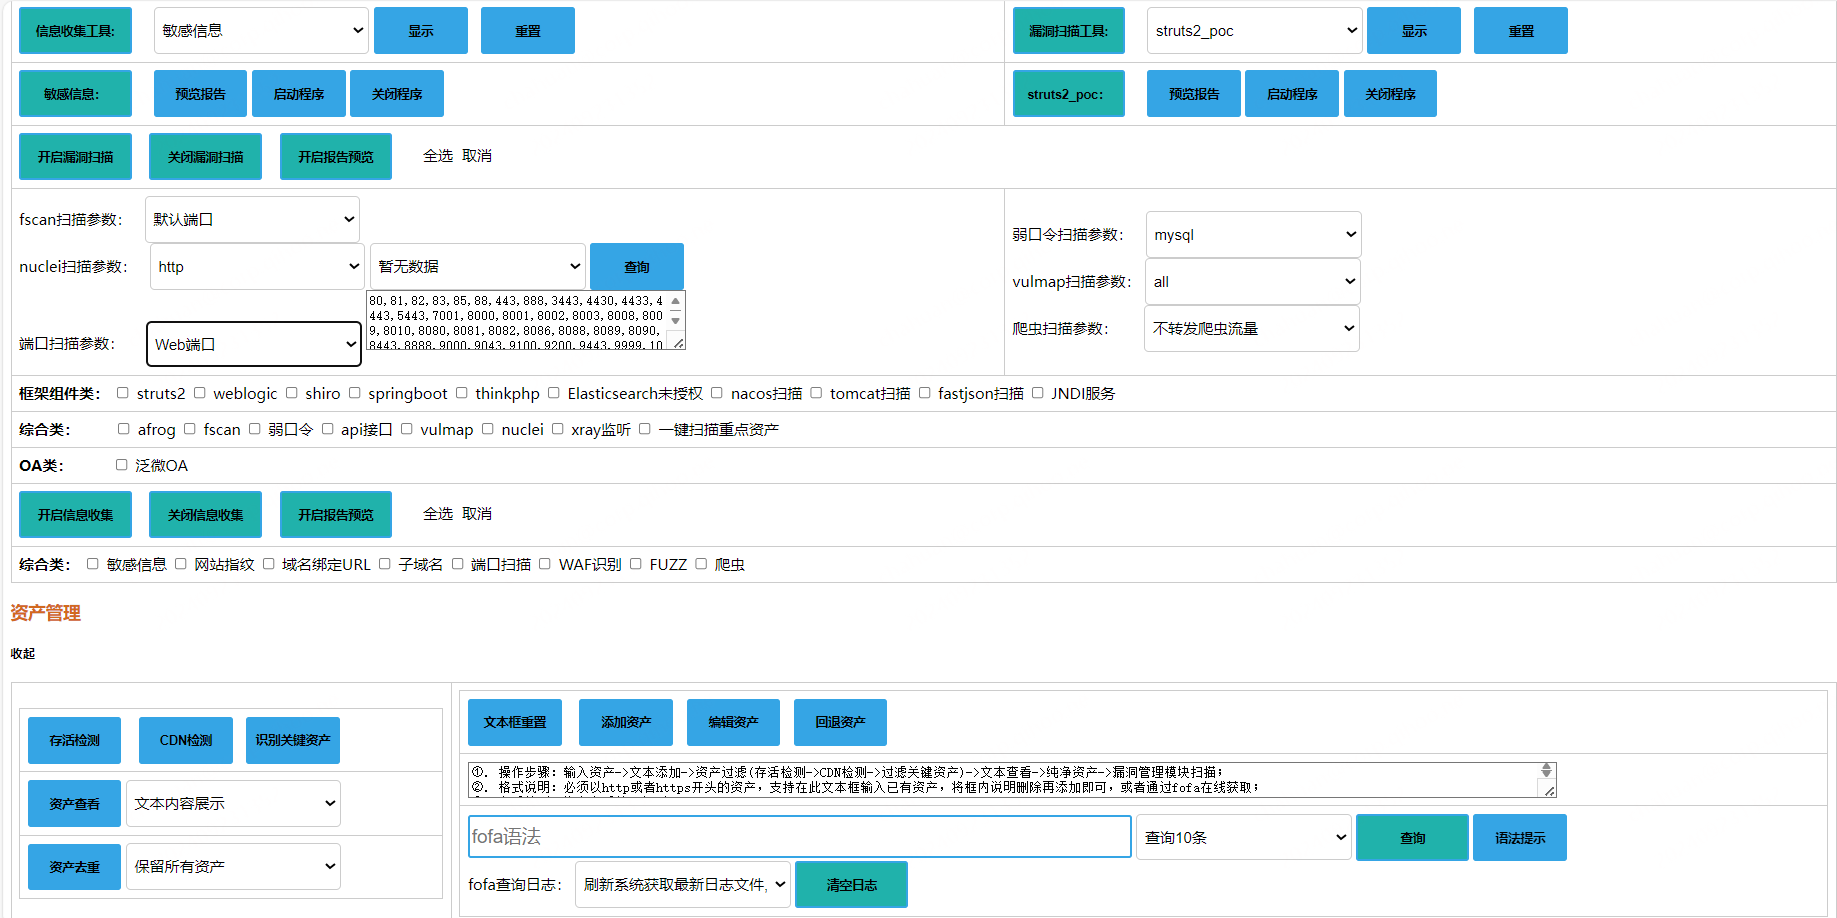 信息收集工具: 敏感信息 显示 重置 漏洞扫描工具: struts2_poc 显示 重置
敏感信息: 预览报告 启动程序 关闭程序 struts2_poc: 预览报告 启动程序 关闭程序
开启漏洞扫描 关闭漏洞扫描 开启报告预览 全选 取消
fscan扫描参数: 默认端口
弱口令扫描参数: mysql
nuclei扫描参数: http 暂无数据 查询
vulmap扫描参数: all
80,81,82,83,85,88,443,888,3443,4430,4433,4
443,5443,7001,8000,8001,8002,8003,8008,800
9,8010,8080,8081,8082,8086,8088,8089,8090,
8443,8888,9000,9043,9100,9200,9443,9999,10
爬虫扫描参数: 不转发爬虫流量
端口扫描参数: Web端口
框架组件类: struts2 weblogic shiro springboot thinkphp Elasticsearch未授权 nacos扫描 tomcat扫描 fastjson扫描 JNDI服务
综合类: afrog fscan 弱口令 api接口 vulmap nuclei xray监听 一键扫描重点资产
OA类: 泛微OA
开启信息收集 关闭信息收集 开启报告预览 全选 取消
综合类: 敏感信息 网站指纹 域名绑定URL 子域名 端口扫描 WAF识别 FUZZ 爬虫
资产管理
收起
文本框重置 添加资产 编辑资产 回退资产
存活检测 CDN检测 识别关键资产
①. 操作步骤: 输入资产->文本添加->资产过滤(存活检测->CDN检测->过滤关键资产)->文本查看->纯净资产->漏洞管理模块扫描;
②. 格式说明: 必须以http或者https开头的资产, 支持在此文本框输入已有资产, 将框内说明删除再添加即可, 或者通过fofa在线获取;
资产查看 文本内容展示
fofa语法 查询10条 查询 语法提示
资产去重 保留所有资产
fofa查询日志: 刷新系统获取最新日志文件, 清空日志